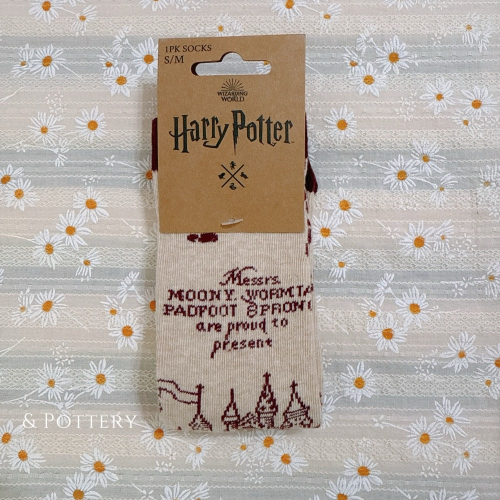 1PK SOCKS
S/M
WIZARDING
WORLD
Harry Potter
Messrs.
MOONY, WORMTA
PADFOOT & PRONG
are proud to
present
& POTTERY